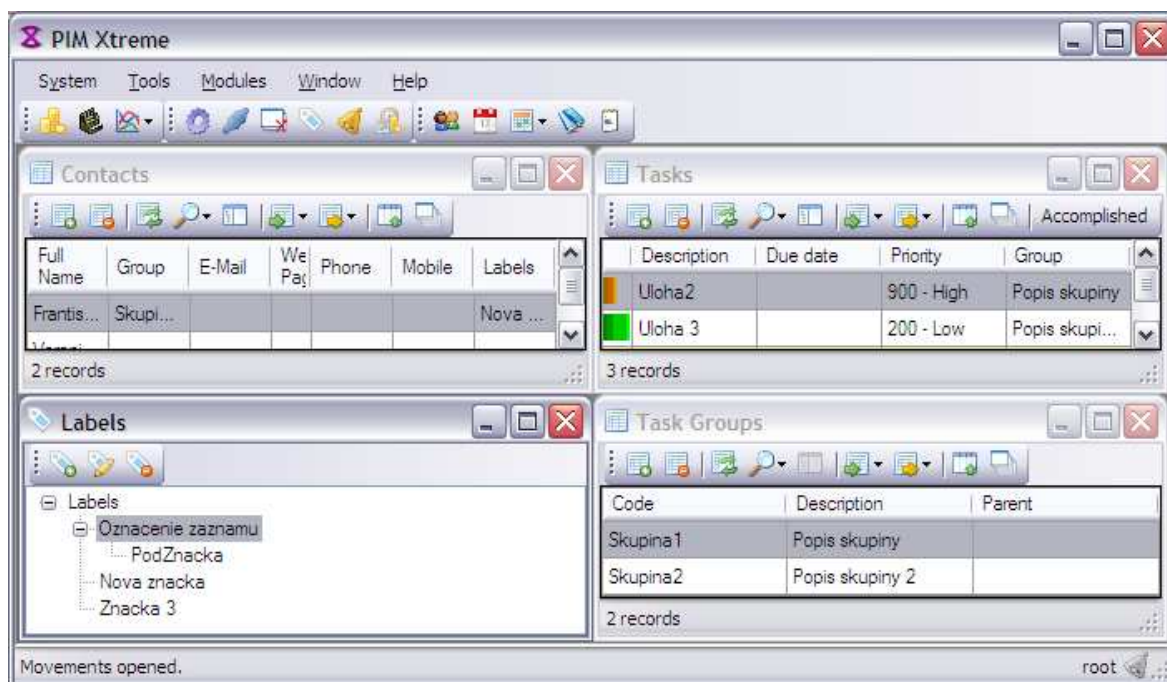 PIM Xtreme
System Tools Modules Window Help
Contacts
Full Name Group E-Mail We Pag Phone Mobile Labels
Frantis... Skupi... Nova ...
2 records
Tasks
Accomplished
Description Due date Priority Group
Uloha2 900 - High Popis skupiny
Uloha 3 200 - Low Popis skupi...
3 records
Labels
Labels
Oznacenie zaznamu
PodZnacka
Nova znacka
Znacka 3
Task Groups
Code Description Parent
Skupina1 Popis skupiny
Skupina2 Popis skupiny 2
2 records
Movements opened. root